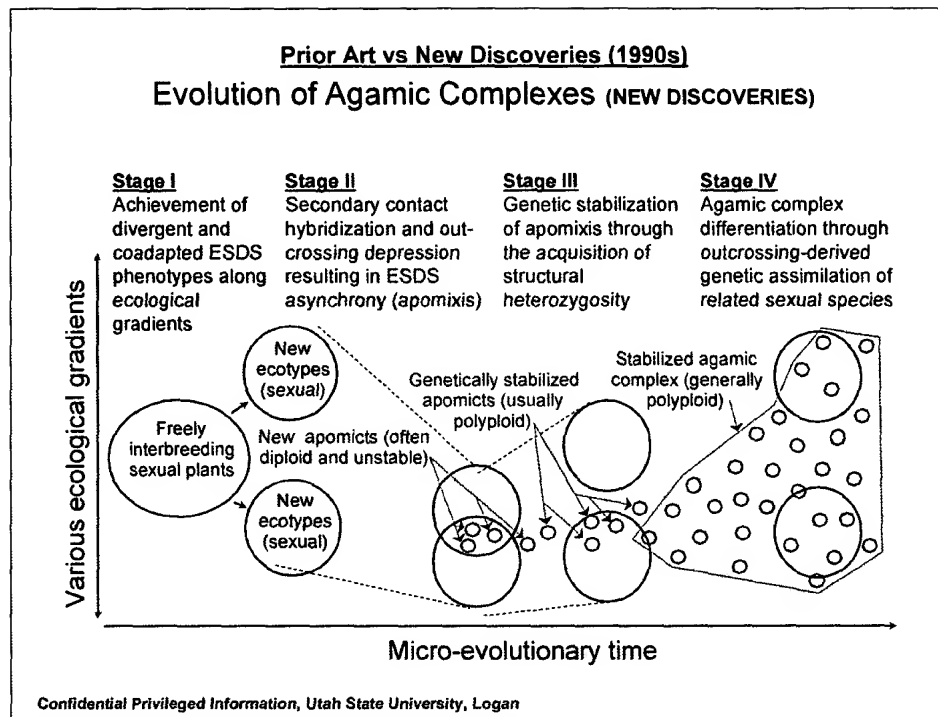 Prior Art vs New Discoveries (1990s)
Evolution of Agamic Complexes (NEW DISCOVERIES)
Stage I
Achievement of
divergent and
coadapted ESDS
phenotypes along
ecological
gradients
Stage II
Secondary contact
hybridization and out-
crossing depression
resulting in ESDS
asynchrony (apomixis)
Stage III
Genetic stabilization
of apomixis through
the acquisition of
structural
heterozygosity
Stage IV
Agamic complex
differentiation through
outcrossing-derived
genetic assimilation of
related sexual species
Various ecological gradients
Freely
interbreeding
sexual plants
New
ecotypes
(sexual)
New
ecotypes
(sexual)
New apomicts (often
diploid and unstable)
Genetically stabilized
apomicts (usually
polyploid)
Stabilized agamic
complex (generally
polyploid)
Micro-evolutionary time
Confidential Privileged Information, Utah State University, Logan